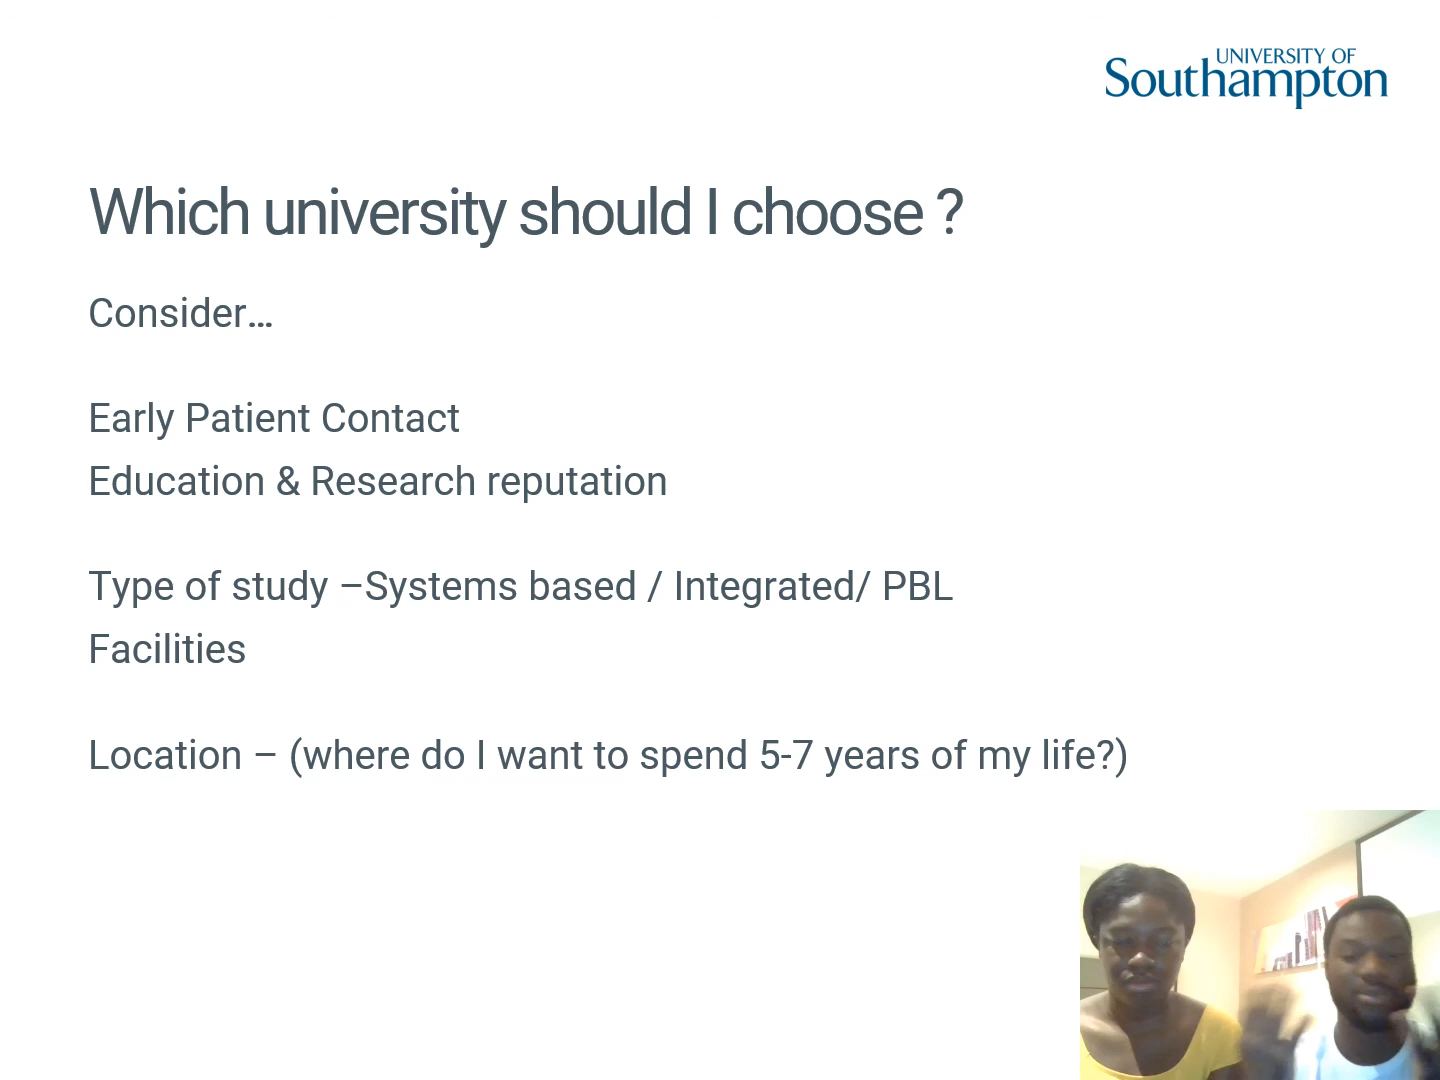 UNIVERSITY OF
Southampton
Which university should I choose ?
Consider…
Early Patient Contact
Education & Research reputation
Type of study –Systems based / Integrated/ PBL
Facilities
Location – (where do I want to spend 5-7 years of my life?)